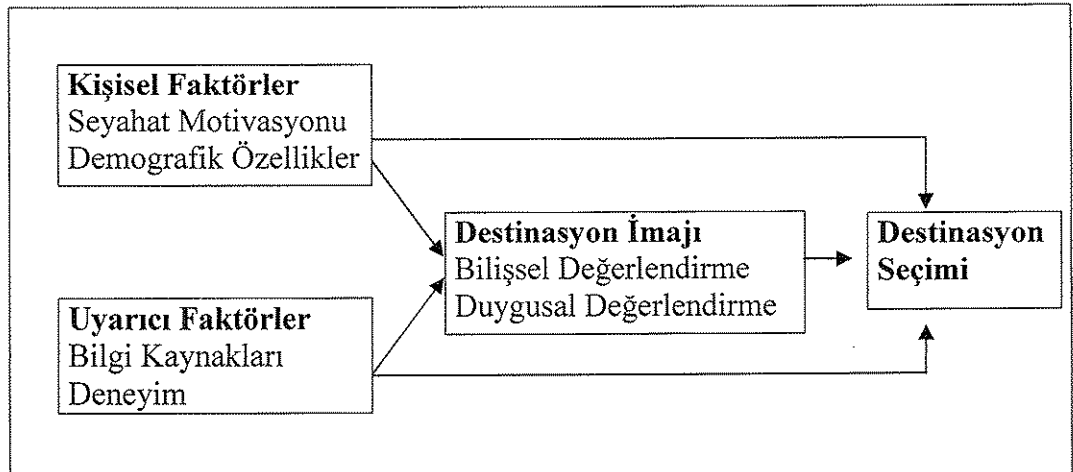 Kişisel Faktörler
Seyahat Motivasyonu
Demografik Özellikler
Destinasyon İmajı
Bilişsel Değerlendirme
Duygusal Değerlendirme
Destinasyon
Seçimi
Uyarıcı Faktörler
Bilgi Kaynakları
Deneyim